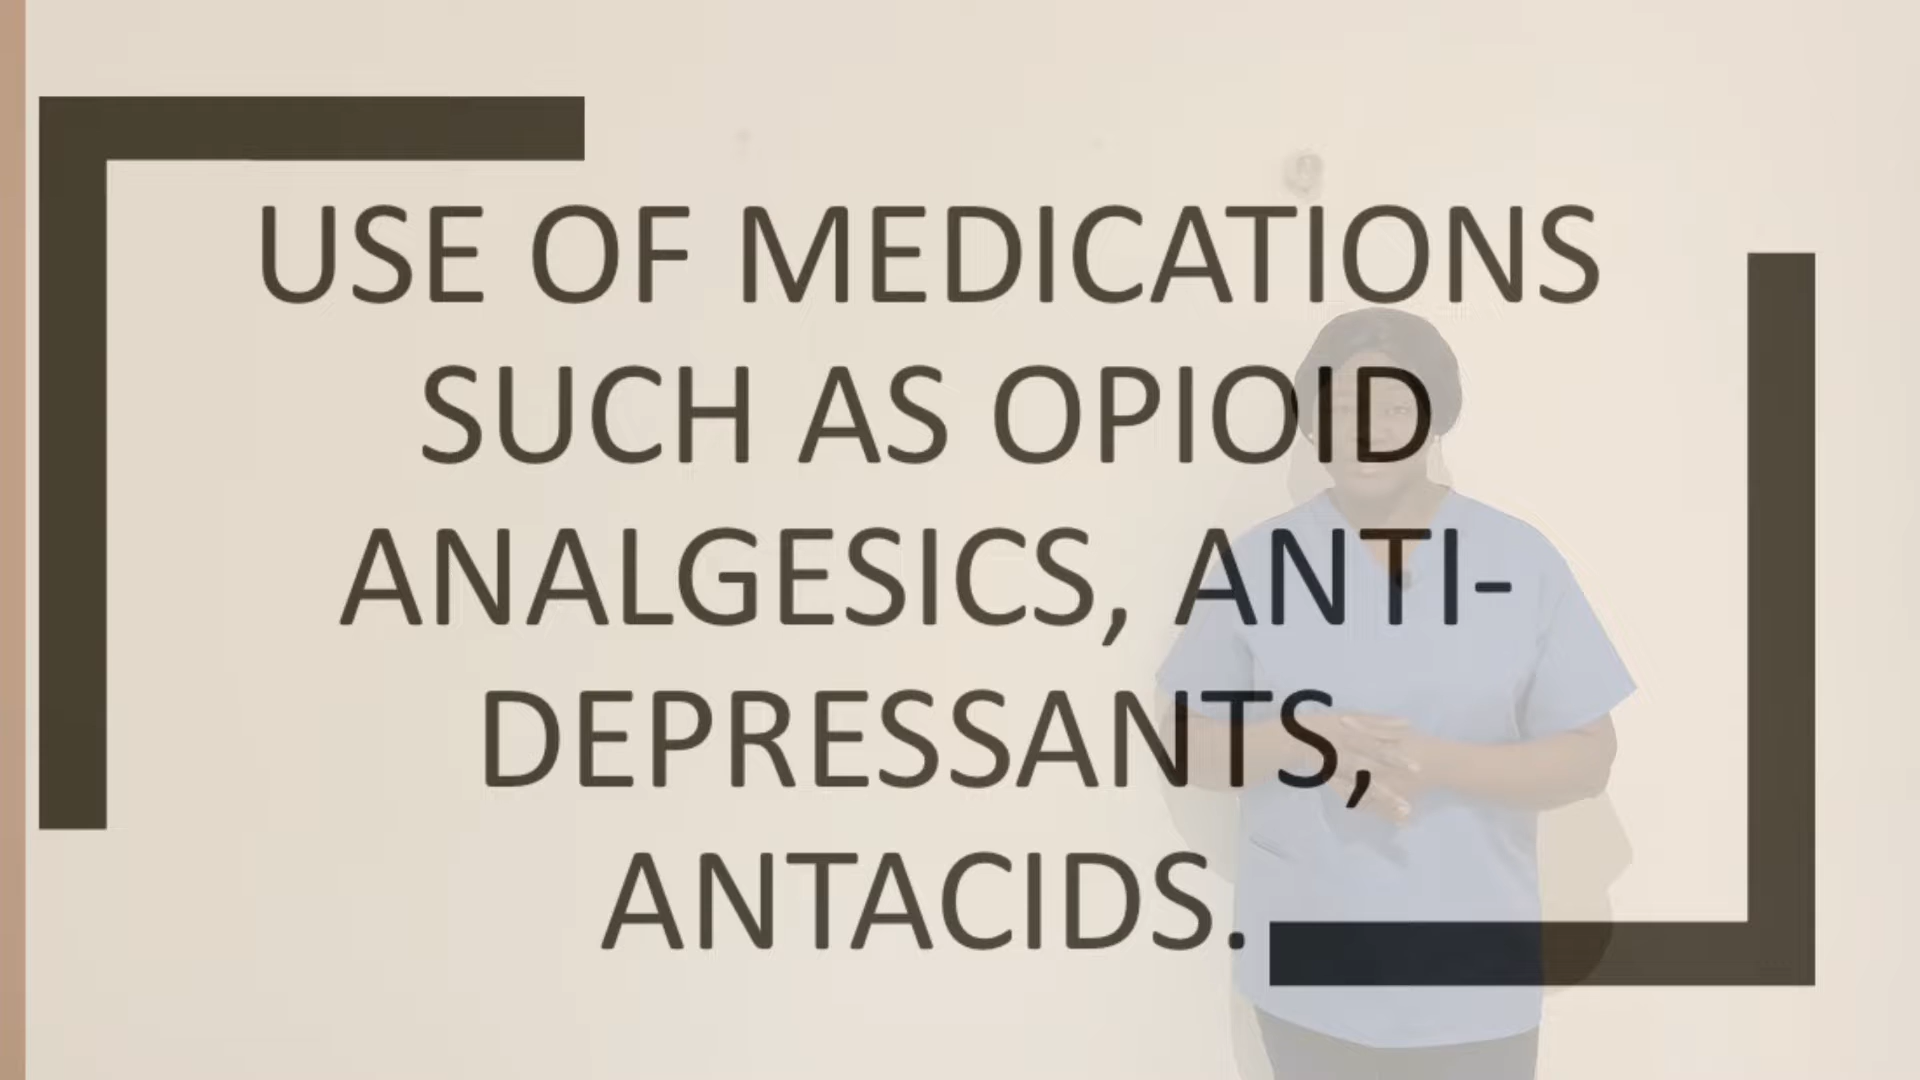 USE OF MEDICATIONS
SUCH AS OPIOID
ANALGESICS, ANTI-
DEPRESSANTS,
ANTACIDS.